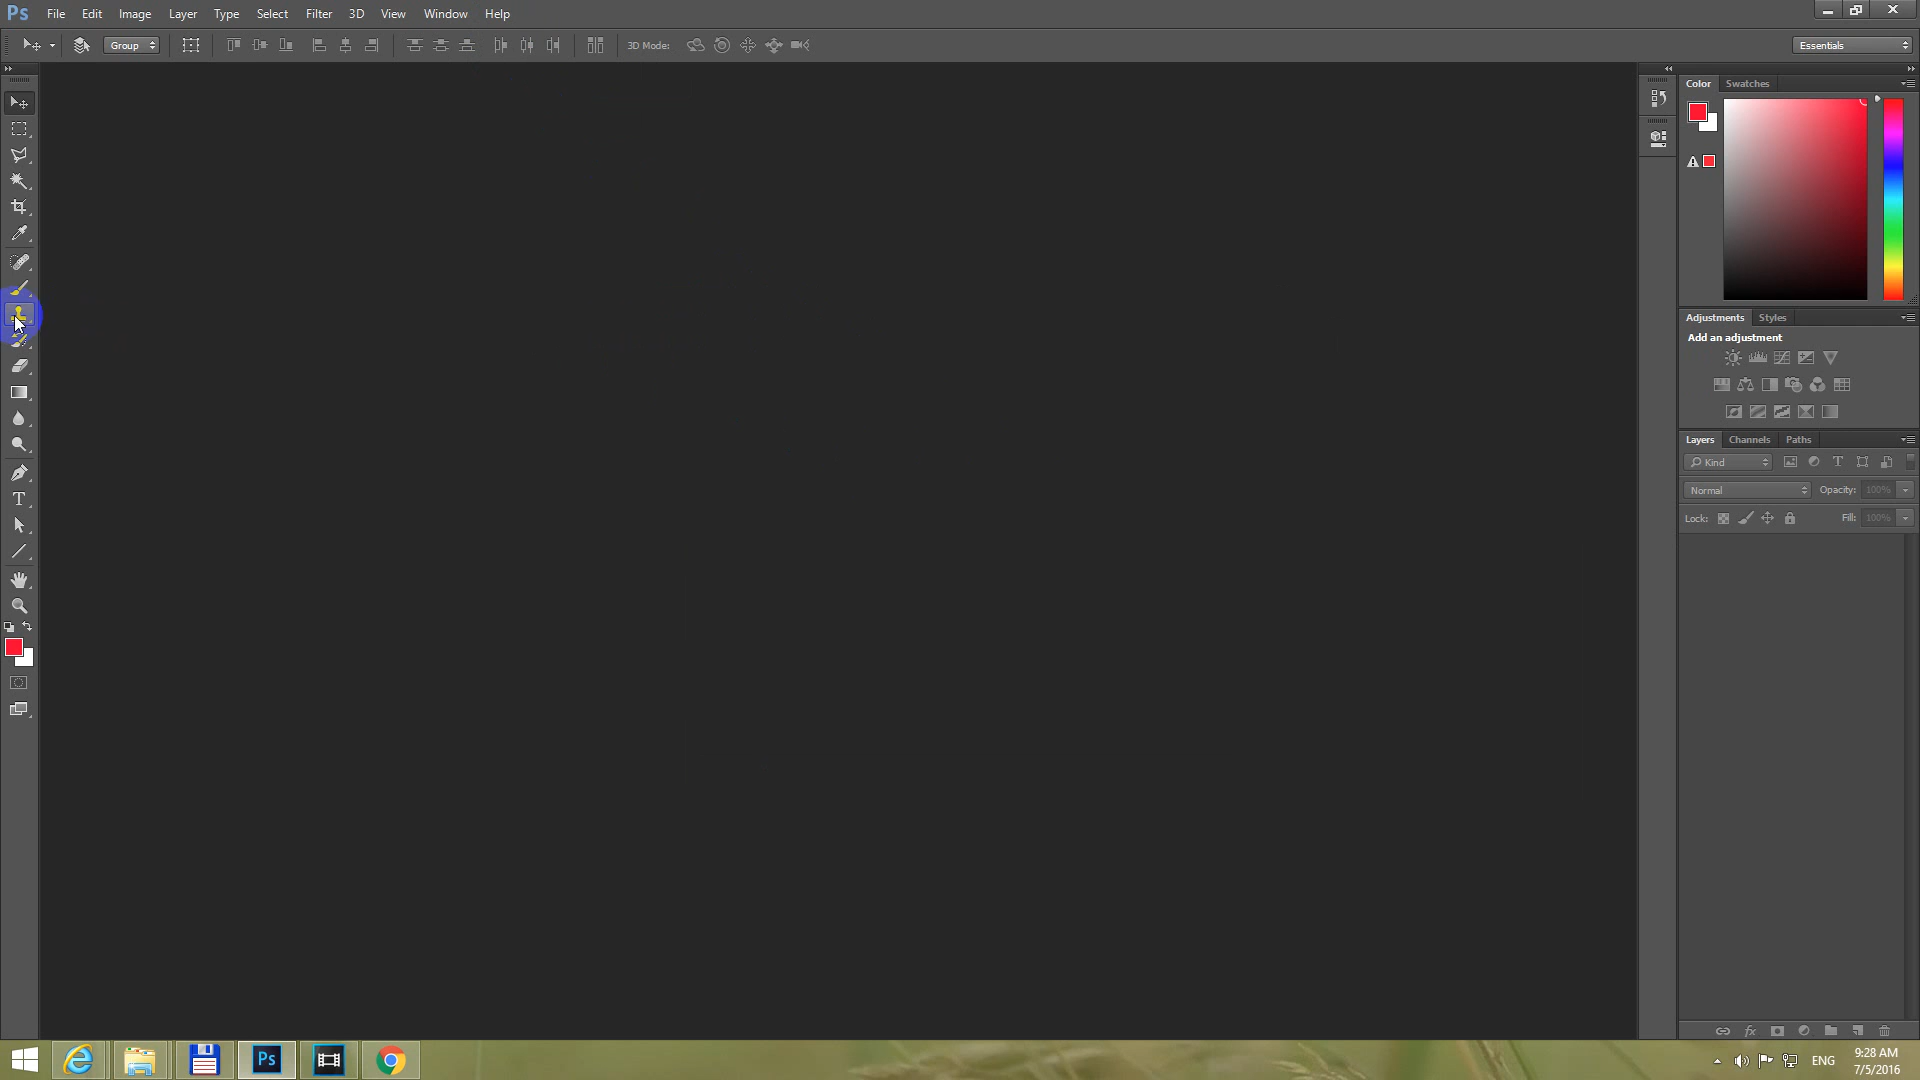 Ps File Edit Image Layer Type Select Filter 3D View Window Help
Group 3D Mode: Essentials
Color Swatches
Adjustments Styles
Add an adjustment
Layers Channels Paths
Kind
Normal Opacity: 100%
Lock: Fill: 100%
Ps ENG 9:28 AM
7/5/2016